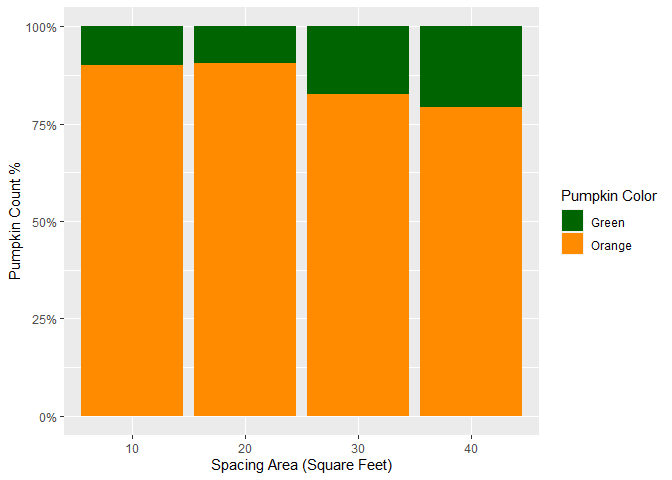 100%
75%
50%
25%
0%
Pumpkin Count %
10 20 30 40
Spacing Area (Square Feet)
Pumpkin Color
Green
Orange